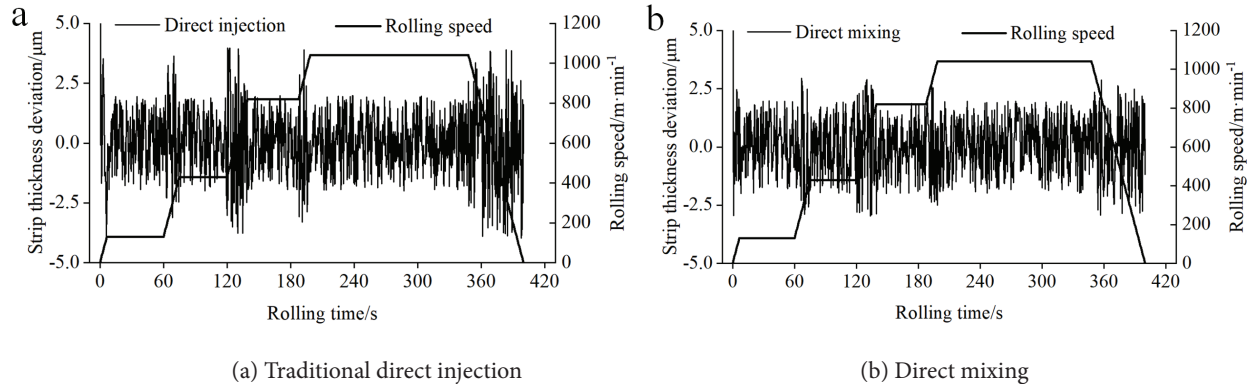 a
Direct injection
Rolling speed
Strip thickness deviation/μm
5.0
2.5
0.0
-2.5
-5.0
1200
1000
800
600
400
200
0
Rolling speed/m·min⁻¹
0 60 120 180 240 300 360 420
Rolling time/s
(a) Traditional direct injection
b
Direct mixing
Rolling speed
Strip thickness deviation/μm
5.0
2.5
0.0
-2.5
-5.0
1200
1000
800
600
400
200
0
Rolling speed/m·min⁻¹
0 60 120 180 240 300 360 420
Rolling time/s
(b) Direct mixing